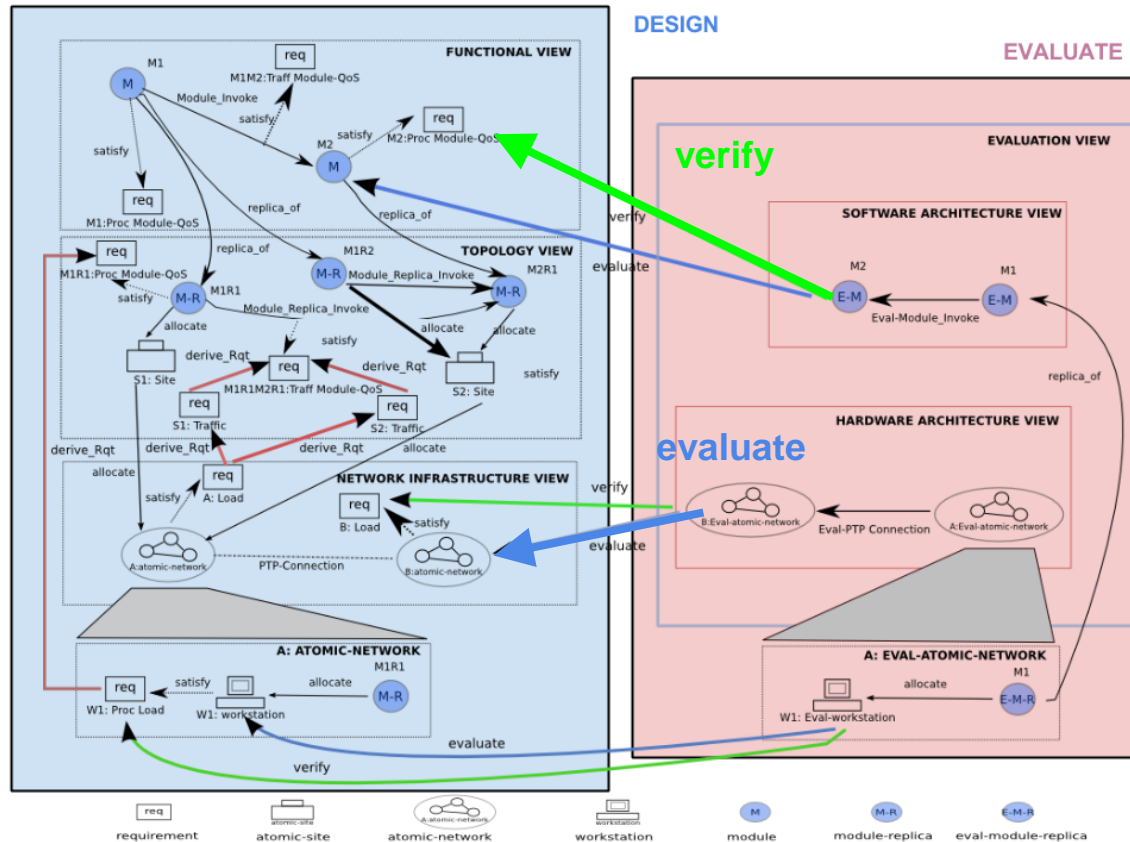 DESIGN
EVALUATE
FUNCTIONAL VIEW
req
M1M2:Traff Module-QoS
M1
M
Module_Invoke
satisfy
req
M2:Proc Module-QoS
satisfy
M2
M
satisfy
req
M1:Proc Module-QoS
replica_of
replica_of
replica_of
TOPOLOGY VIEW
req
M1R1:Proc Module-QoS
satisfy
M-R
M1R1
M1R2
M-R
Module_Replica_Invoke
M2R1
M-R
Module_Replica_Invoke
allocate
allocate
allocate
satisfy
S1: Site
derive_Rqt
req
derive_Rqt
M1R1M2R1:Traff Module-QoS
S2: Site
satisfy
req
S1: Traffic
req
S2: Traffic
derive_Rqt
derive_Rqt
derive_Rqt
allocate
allocate
NETWORK INFRASTRUCTURE VIEW
req
A: Load
satisfy
req
B: Load
satisfy
A:atomic-network
PTP-Connection
B:atomic-network
A: ATOMIC-NETWORK
req
W1: Proc Load
satisfy
W1: workstation
allocate
M1R1
M-R
evaluate
verify
verify
evaluate
verify
evaluate
verify
evaluate
EVALUATION VIEW
SOFTWARE ARCHITECTURE VIEW
M2
E-M
Eval-Module_Invoke
M1
E-M
replica_of
HARDWARE ARCHITECTURE VIEW
B:Eval-atomic-network
Eval-PTP Connection
A:Eval-atomic-network
A: EVAL-ATOMIC-NETWORK
W1: Eval-workstation
allocate
M1
E-M-R
req
requirement
atomic-site
atomic-site
A:atomic-network
atomic-network
workstation
workstation
M
module
M-R
module-replica
E-M-R
eval-module-replica